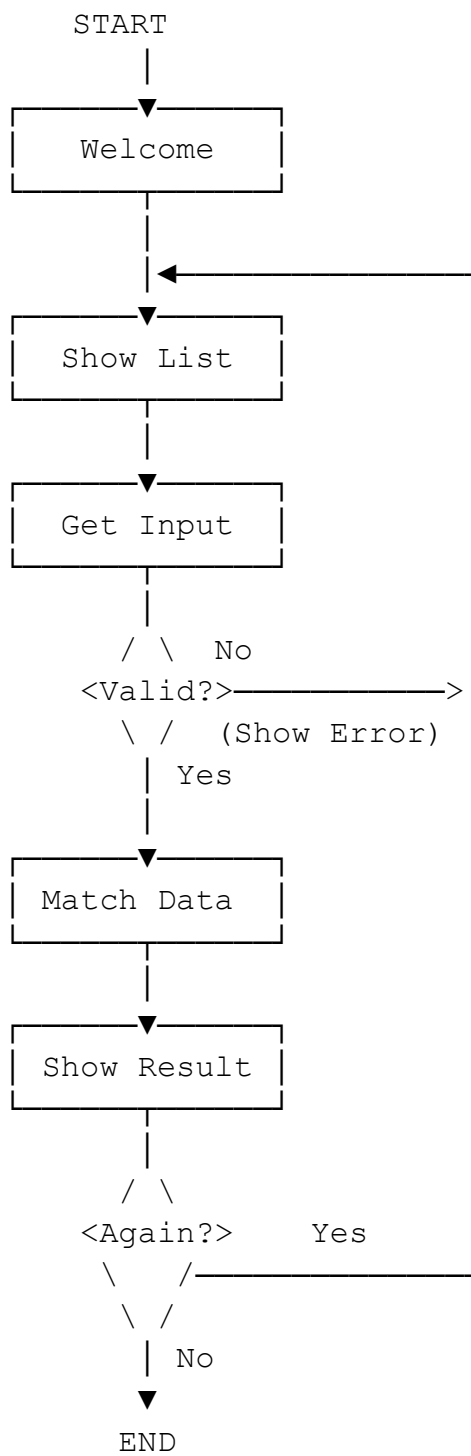 START
Welcome
Show List
Get Input
No
<Valid?>
(Show Error)
Yes
Match Data
Show Result
<Again?> Yes
No
END